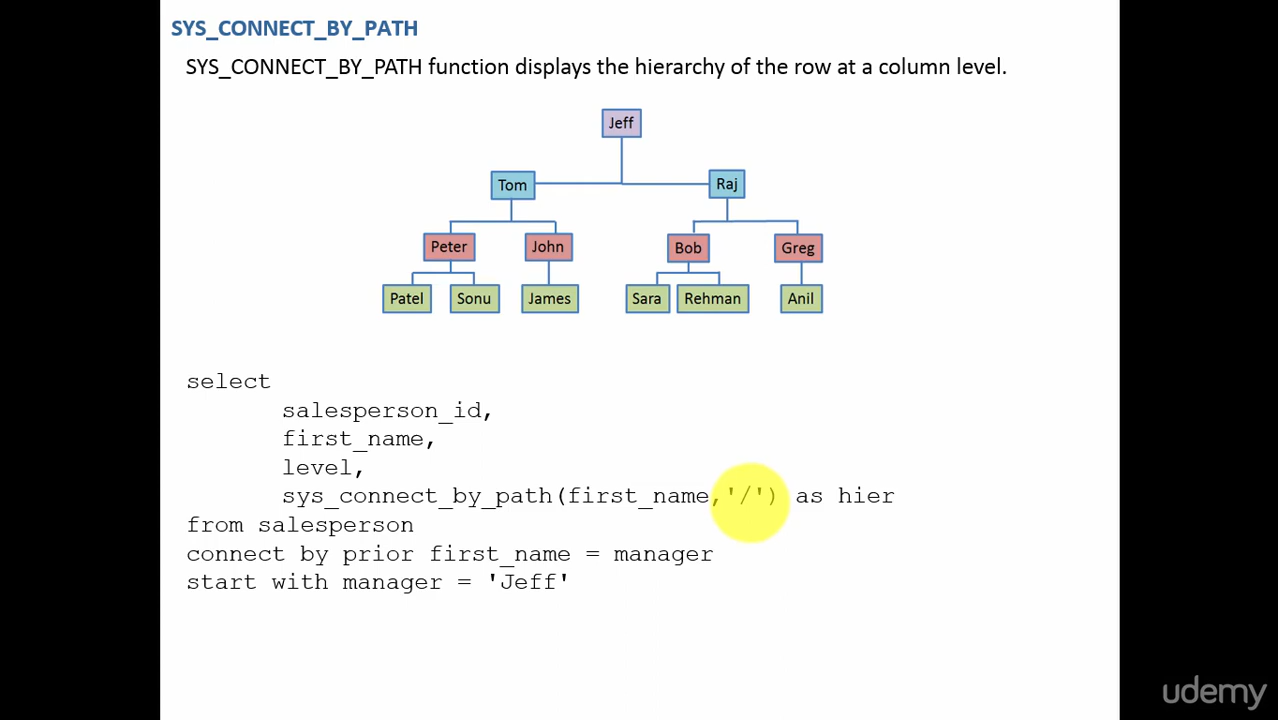 SYS_CONNECT_BY_PATH
SYS_CONNECT_BY_PATH function displays the hierarchy of the row at a column level.
Jeff
Tom Raj
Peter John Bob Greg
Patel Sonu James Sara Rehman Anil
select
salesperson_id,
first_name,
level,
sys_connect_by_path(first_name,'/') as hier
from salesperson
connect by prior first_name = manager
start with manager = 'Jeff'
udemy